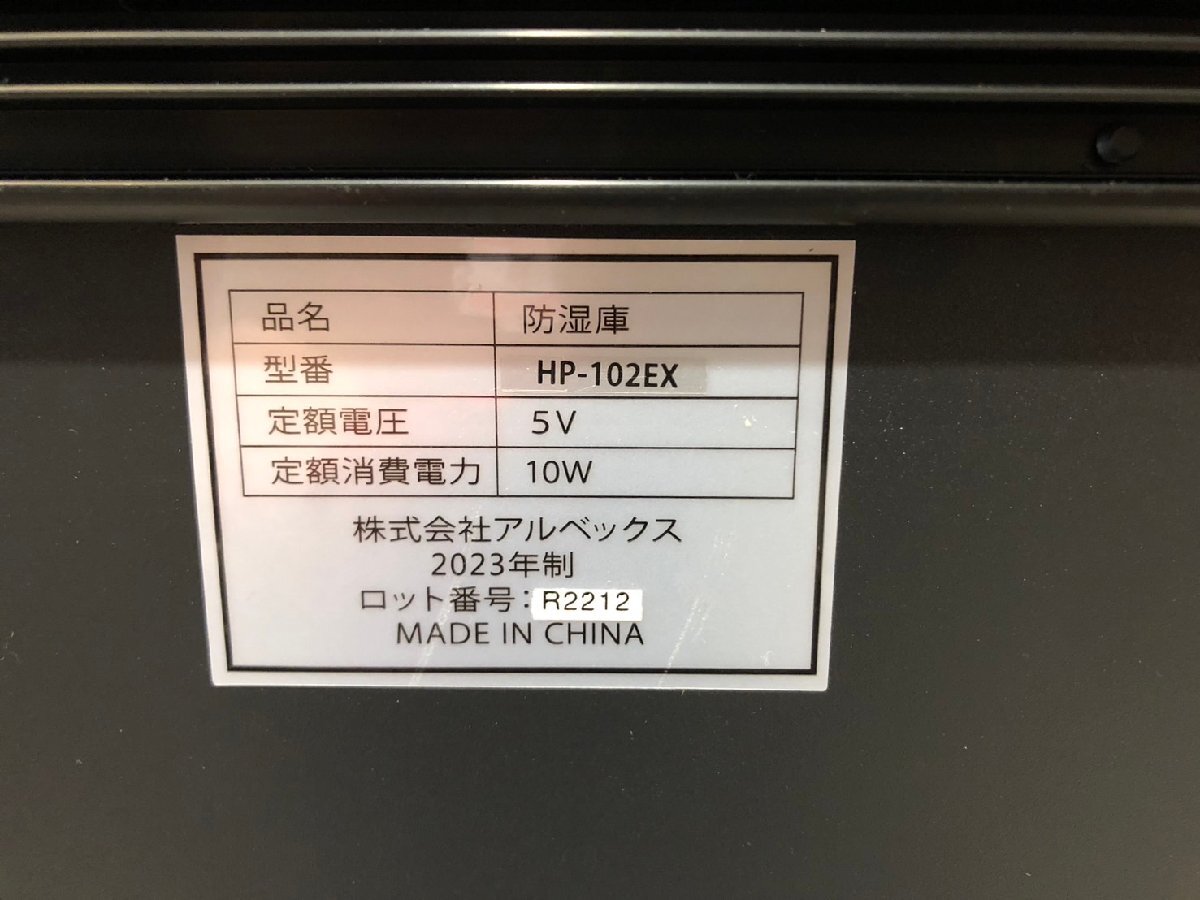 品名 防湿庫
型番 HP-102EX
定額電圧 5V
定額消費電力 10W
株式会社アルベックス
2023年制
ロット番号：R2212
MADE IN CHINA